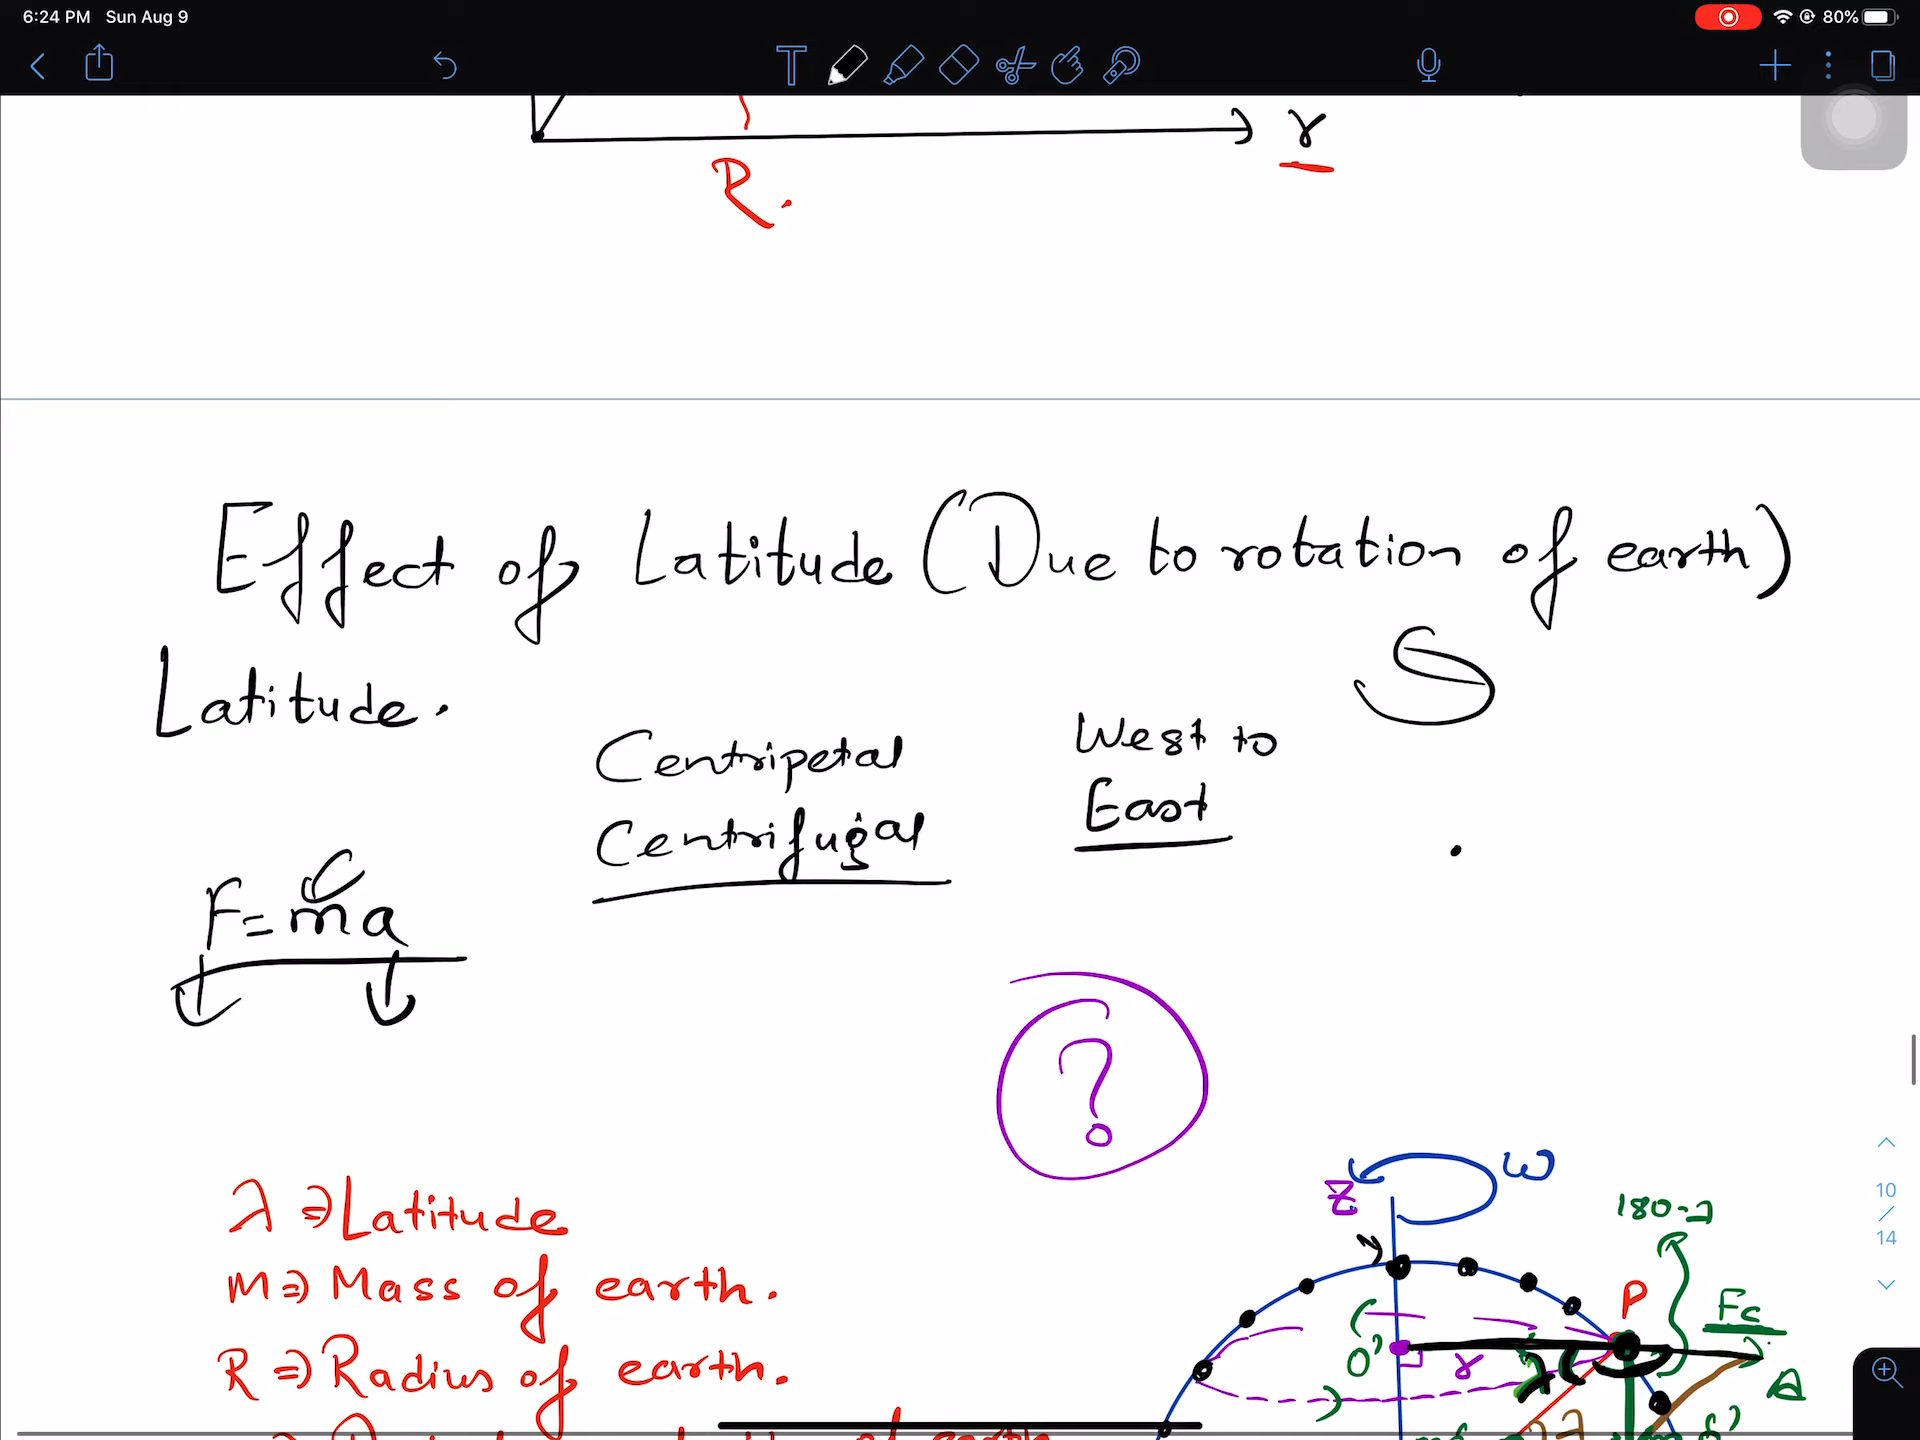 6:24 PM Sun Aug 9
80%
T
r
R.
Effect of Latitude (Due to rotation of earth)
Latitude.
Centripetal
Centrifugal
West to
East
F = ma
?
λ ⇒ Latitude
M ⇒ Mass of earth.
R ⇒ Radius of earth.
Z
ω
180-λ
P
Fc
O'
r
λ
A
10
/
14